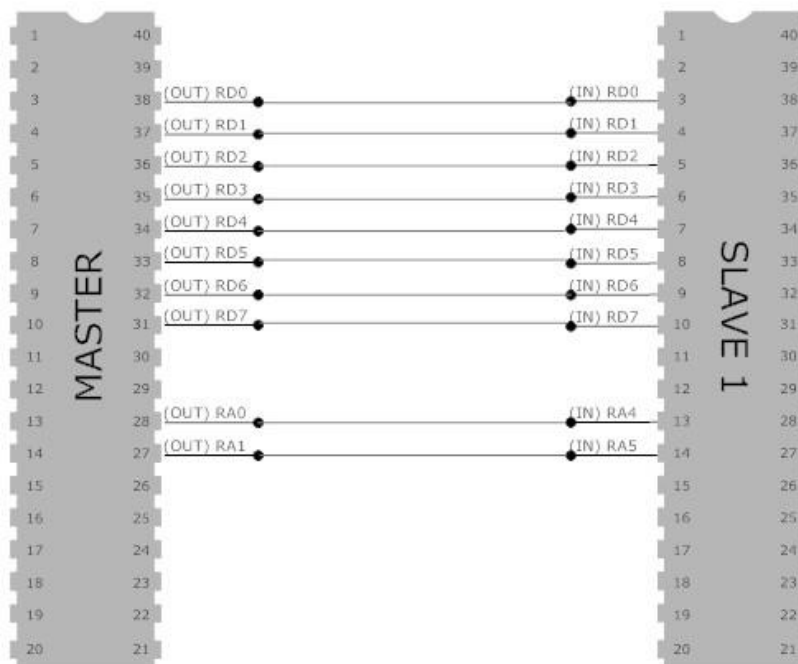 1 40 1 40
2 39 2 39
3 38 (OUT) RD0 (IN) RD0 3 38
4 37 (OUT) RD1 (IN) RD1 4 37
5 36 (OUT) RD2 (IN) RD2 5 36
6 35 (OUT) RD3 (IN) RD3 6 35
7 34 (OUT) RD4 (IN) RD4 7 34
8 33 (OUT) RD5 (IN) RD5 8 33
9 32 (OUT) RD6 (IN) RD6 9 32
10 31 (OUT) RD7 (IN) RD7 10 31
MASTER
SLAVE 1
11 30 11 30
12 29 12 29
13 28 (OUT) RA0 (IN) RA4 13 28
14 27 (OUT) RA1 (IN) RA5 14 27
15 26 15 26
16 25 16 25
17 24 17 24
18 23 18 23
19 22 19 22
20 21 20 21